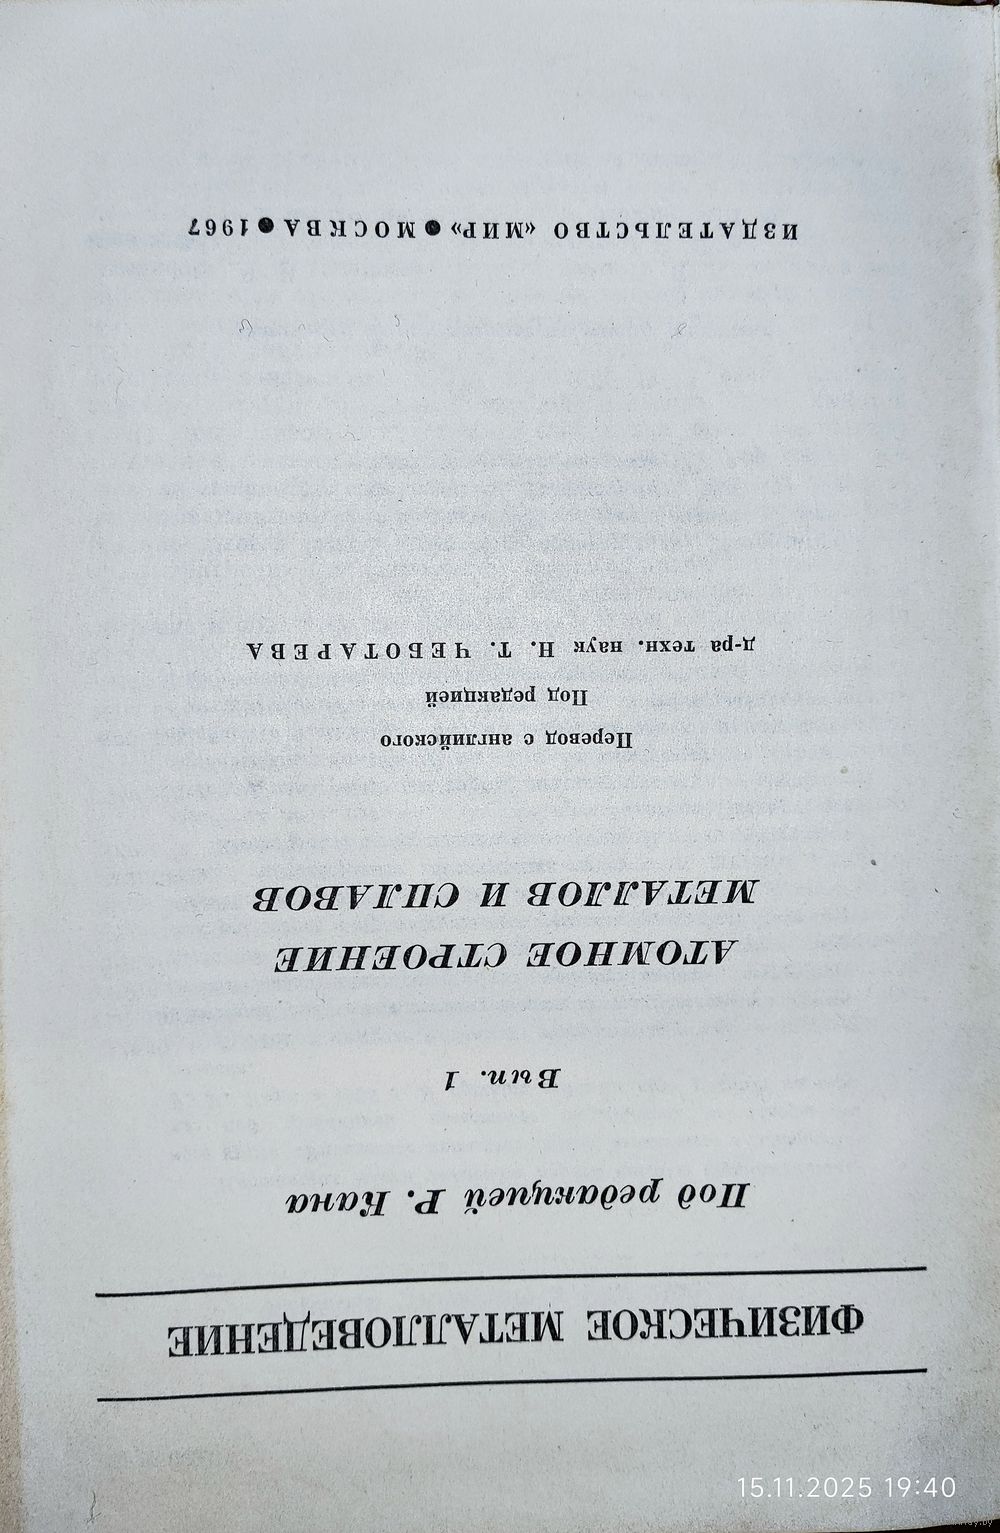 ФИЗИЧЕСКОЕ МЕТАЛЛОВЕДЕНИЕ
Под редакцией Р. Кана
Вып. 1
АТОМНОЕ СТРОЕНИЕ
МЕТАЛЛОВ И СПЛАВОВ
Перевод с английского
Под редакцией
д-ра техн. наук Н. Т. ЧЕБОТАРЕВА
ИЗДАТЕЛЬСТВО «МИР» ● МОСКВА ● 1967
15.11.2025 19:40